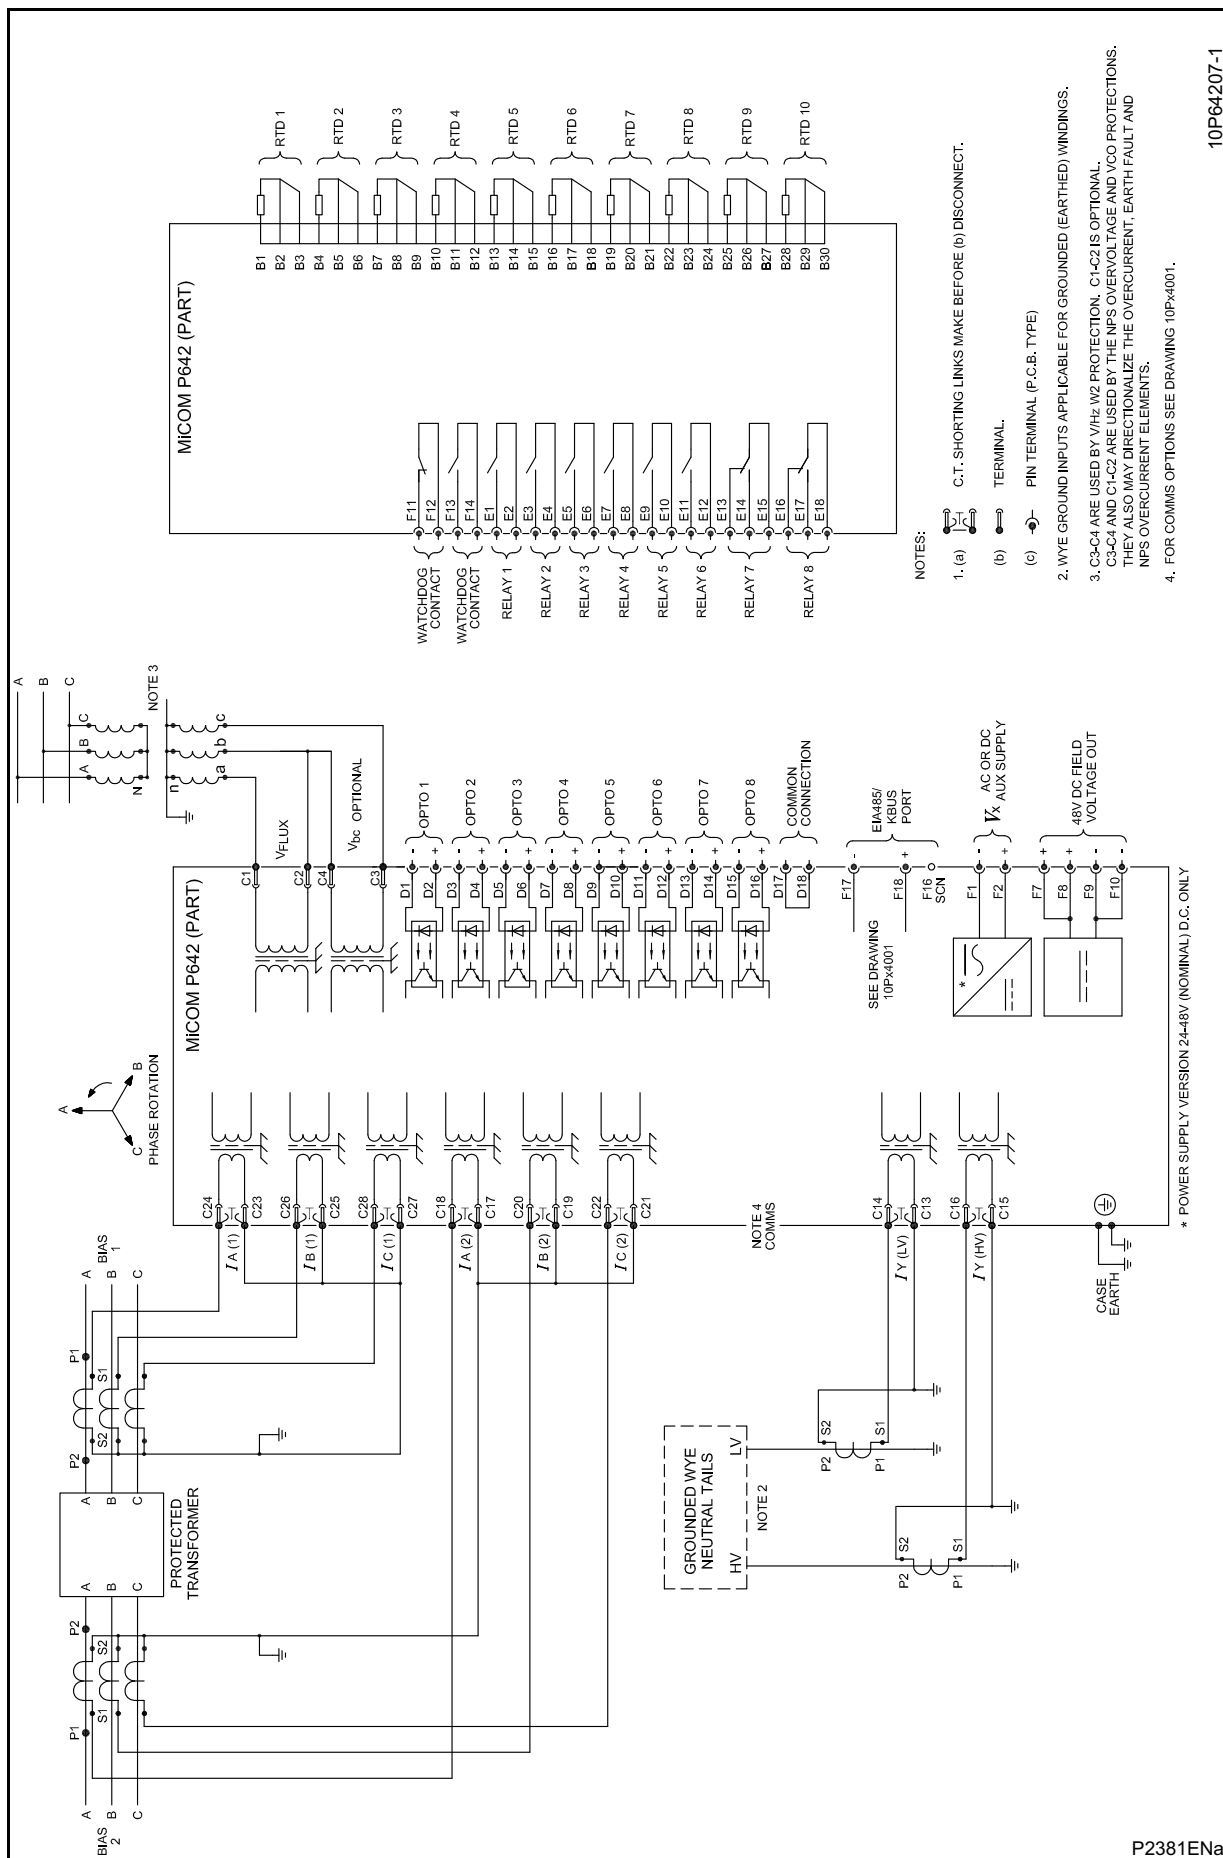 A
B
C
PHASE ROTATION
BIAS
2
A
B
C
P1
P2
S1
S2
A
B
C
PROTECTED
TRANSFORMER
A
B
C
P2
P1
S2
S1
BIAS
1
A
B
C
A
B
C
N
A
B
C
NOTE 3
n
a
b
c
MiCOM P642 (PART)
C24
I A (1)
C23
C26
I B (1)
C25
C28
I C (1)
C27
C18
I A (2)
C17
C20
I B (2)
C19
C22
I C (2)
C21
NOTE 4
COMMS
C14
I Y (LV)
C13
C16
I Y (HV)
C15
CASE
EARTH
GROUNDED WYE
NEUTRAL TAILS
HV
LV
NOTE 2
P2
S2
P1
S1
P2
S2
P1
S1
C1
VFLUX
C2
C4
Vbc OPTIONAL
C3
D1 -
OPTO 1
D2 +
D3 -
OPTO 2
D4 +
D5 -
OPTO 3
D6 +
D7 -
OPTO 4
D8 +
D9 -
OPTO 5
D10 +
D11 -
OPTO 6
D12 +
D13 -
OPTO 7
D14 +
D15 -
OPTO 8
D16 +
D17
COMMON
CONNECTION
D18
SEE DRAWING
10Px4001
F17 -
EIA485/
KBUS
PORT
F18 +
F16
SCN
*
F1 -
Vx AC OR DC
AUX SUPPLY
F2 +
F7 +
F8 +
48V DC FIELD
VOLTAGE OUT
F9 -
F10 -
* POWER SUPPLY VERSION 24-48V (NOMINAL) D.C. ONLY
MiCOM P642 (PART)
WATCHDOG
CONTACT
F11
F12
WATCHDOG
CONTACT
F13
F14
RELAY 1
E1
E2
RELAY 2
E3
E4
RELAY 3
E5
E6
RELAY 4
E7
E8
RELAY 5
E9
E10
RELAY 6
E11
E12
RELAY 7
E13
E14
E15
RELAY 8
E16
E17
E18
B1
B2
B3
RTD 1
B4
B5
B6
RTD 2
B7
B8
B9
RTD 3
B10
B11
B12
RTD 4
B13
B14
B15
RTD 5
B16
B17
B18
RTD 6
B19
B20
B21
RTD 7
B22
B23
B24
RTD 8
B25
B26
B27
RTD 9
B28
B29
B30
RTD 10
NOTES:
1. (a) C.T. SHORTING LINKS MAKE BEFORE (b) DISCONNECT.
(b) TERMINAL.
(c) PIN TERMINAL (P.C.B. TYPE)
2. WYE GROUND INPUTS APPLICABLE FOR GROUNDED (EARTHED) WINDINGS.
3. C3-C4 ARE USED BY V/Hz W2 PROTECTION. C1-C2 IS OPTIONAL.
C3-C4 AND C1-C2 ARE USED BY THE NPS OVERVOLTAGE AND VCO PROTECTIONS.
THEY ALSO MAY DIRECTIONALIZE THE OVERCURRENT, EARTH FAULT AND
NPS OVERCURRENT ELEMENTS.
4. FOR COMMS OPTIONS SEE DRAWING 10Px4001.
10P64207-1
P2381ENa